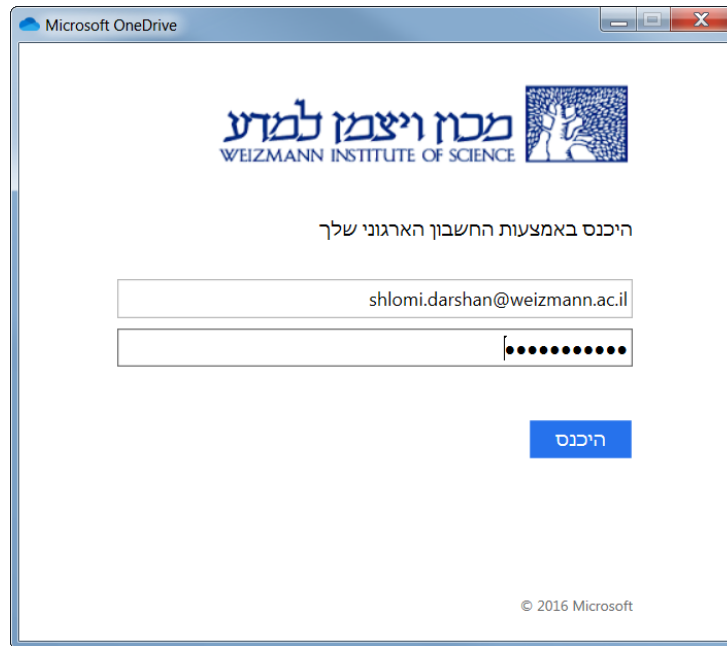 Microsoft OneDrive
מכון ויצמן למדע
WEIZMANN INSTITUTE OF SCIENCE
היכנס באמצעות החשבון הארגוני שלך
shlomi.darshan@weizmann.ac.il
•••••••••••
היכנס
© 2016 Microsoft